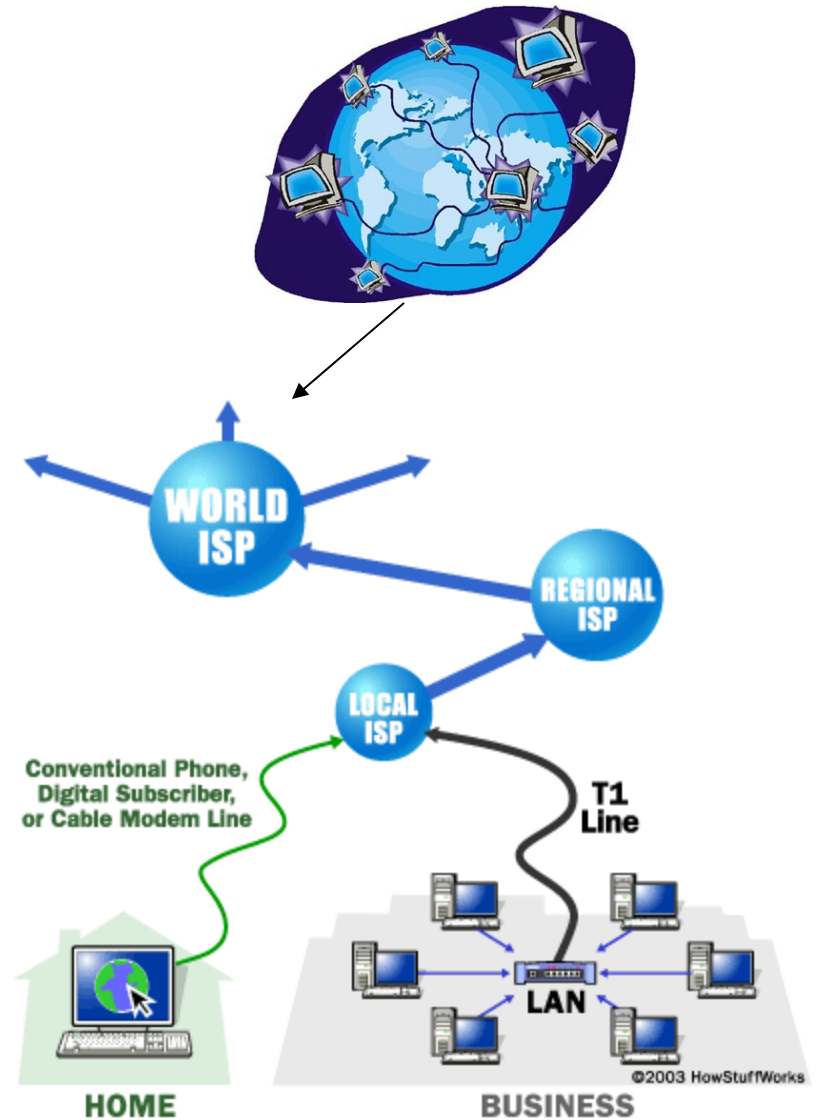 WORLD
ISP
REGIONAL
ISP
LOCAL
ISP
Conventional Phone,
Digital Subscriber,
or Cable Modem Line
T1
Line
LAN
©2003 HowStuffWorks
HOME
BUSINESS